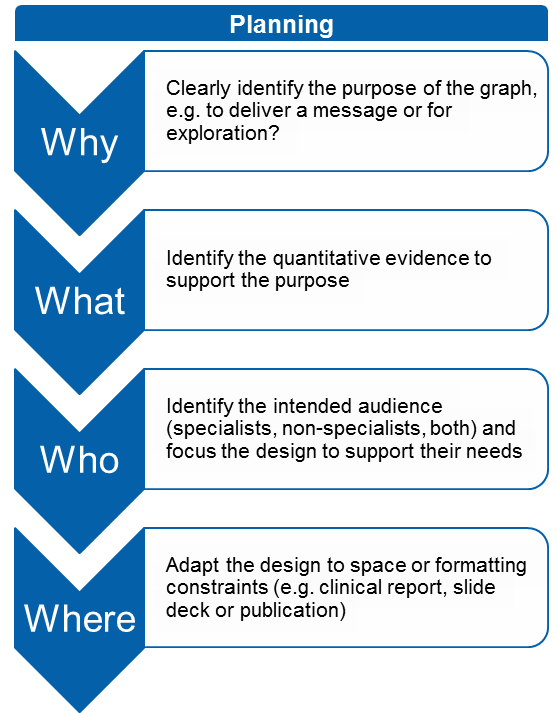 Planning
Why
Clearly identify the purpose of the graph,
e.g. to deliver a message or for
exploration?
What
Identify the quantitative evidence to
support the purpose
Who
Identify the intended audience
(specialists, non-specialists, both) and
focus the design to support their needs
Where
Adapt the design to space or formatting
constraints (e.g. clinical report, slide
deck or publication)